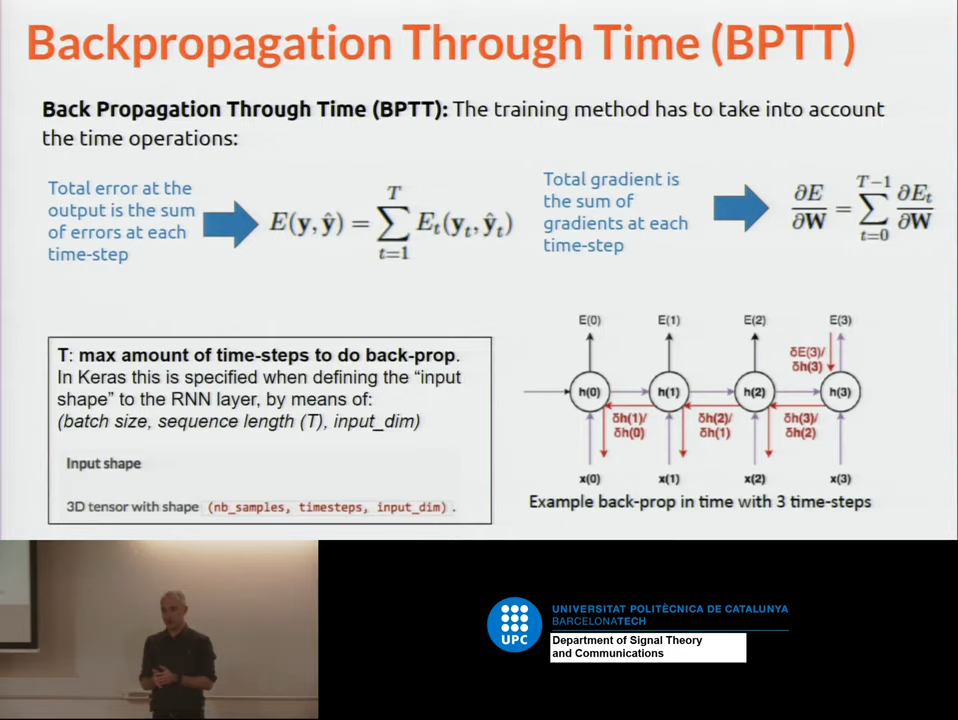 Backpropagation Through Time (BPTT)
Back Propagation Through Time (BPTT): The training method has to take into account
the time operations:
Total error at the
output is the sum
of errors at each
time-step
E(y, ŷ) = ∑_{t=1}^{T} E_t(y_t, ŷ_t)
Total gradient is
the sum of
gradients at each
time-step
∂E/∂W = ∑_{t=0}^{T−1} ∂E_t/∂W
T: max amount of time-steps to do back-prop.
In Keras this is specified when defining the “input
shape” to the RNN layer, by means of:
(batch size, sequence length (T), input_dim)
Input shape
3D tensor with shape (nb_samples, timesteps, input_dim) .
E(0) E(1) E(2) E(3)
δE(3)/
δh(3)
h(0) h(1) h(2) h(3)
δh(1)/ δh(2)/ δh(3)/
δh(0) δh(1) δh(2)
x(0) x(1) x(2) x(3)
Example back-prop in time with 3 time-steps
UPC
UNIVERSITAT POLITÈCNICA DE CATALUNYA
BARCELONATECH
Department of Signal Theory
and Communications